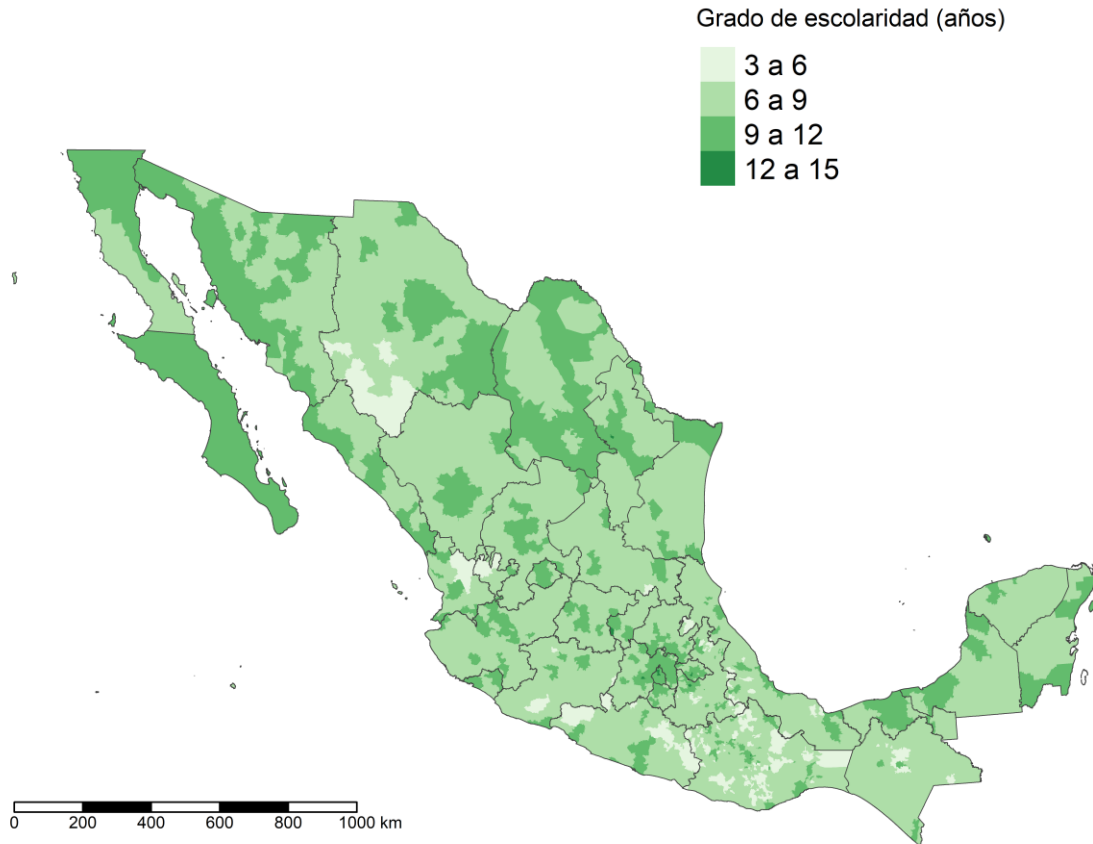 Grado de escolaridad (años)
3 a 6
6 a 9
9 a 12
12 a 15
0 200 400 600 800 1000 km